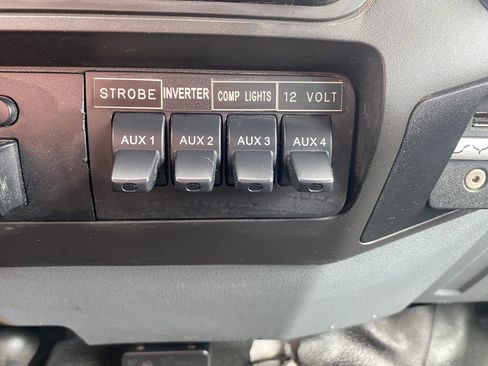 STROBE INVERTER COMP LIGHTS 12 VOLT
AUX 1 AUX 2 AUX 3 AUX 4